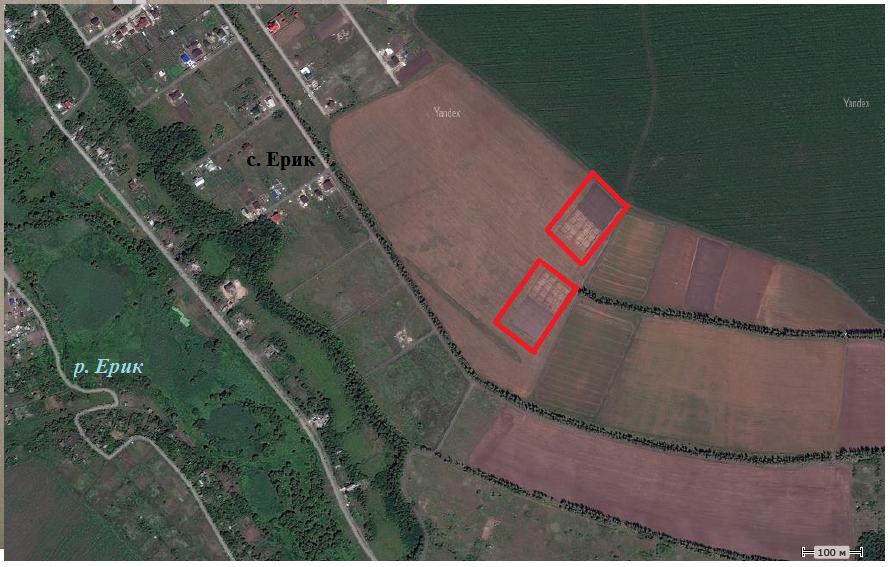 Yandex
Yandex
с. Ерик
р. Ерик
100 м